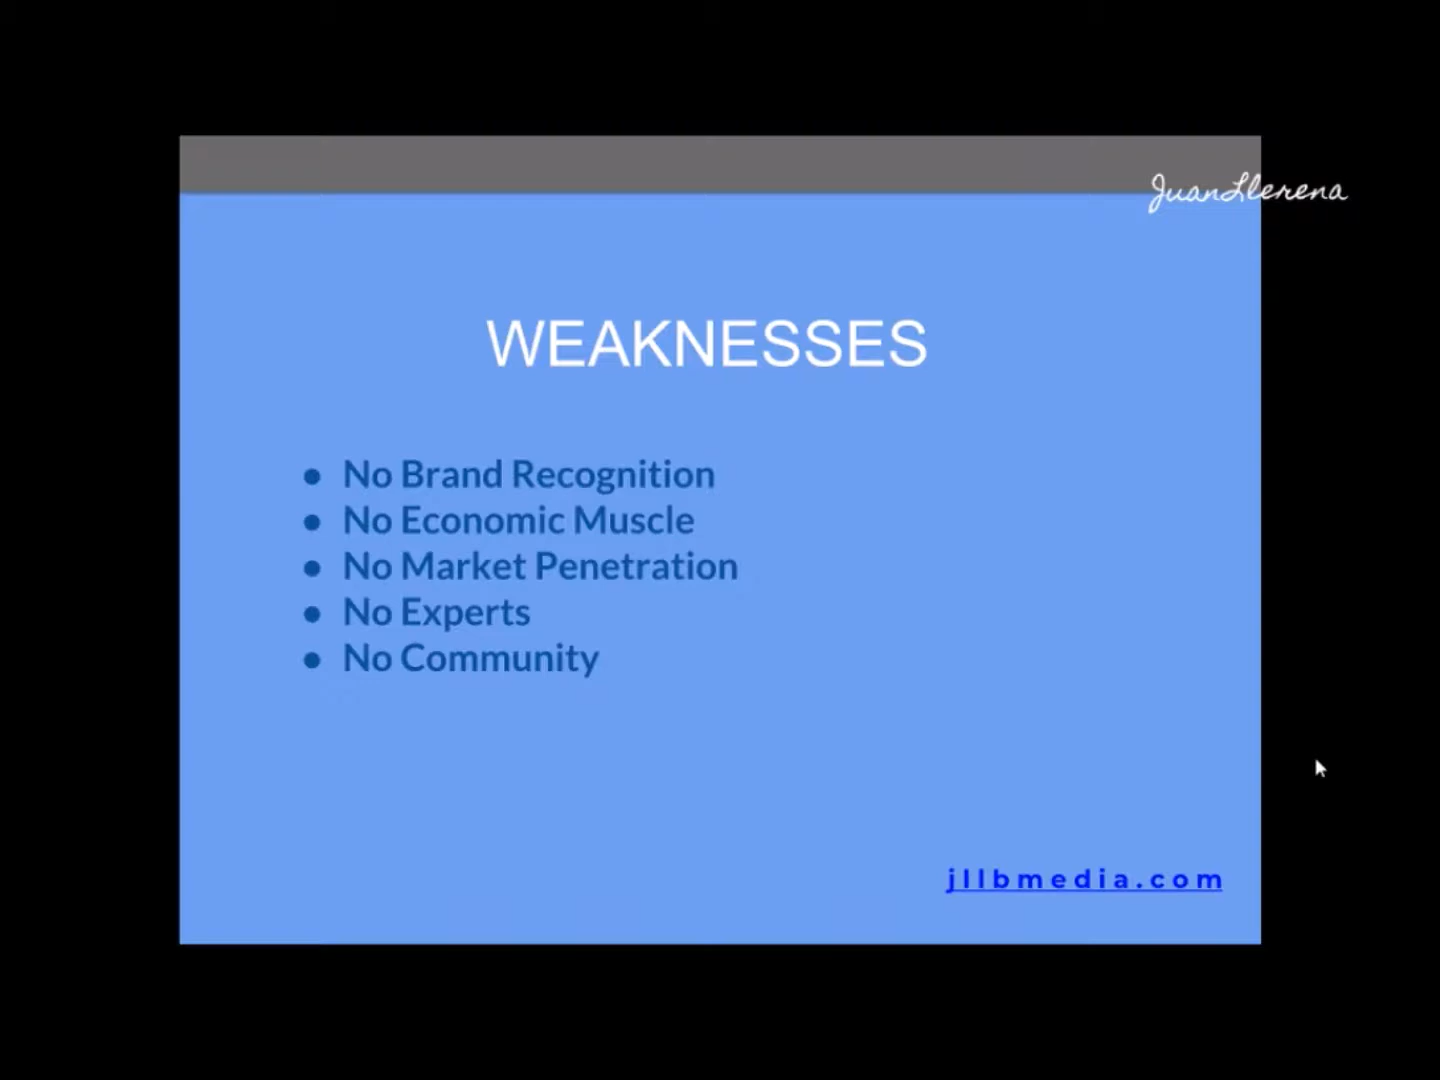 JuanLlerena
WEAKNESSES
● No Brand Recognition
● No Economic Muscle
● No Market Penetration
● No Experts
● No Community
jllbmedia.com